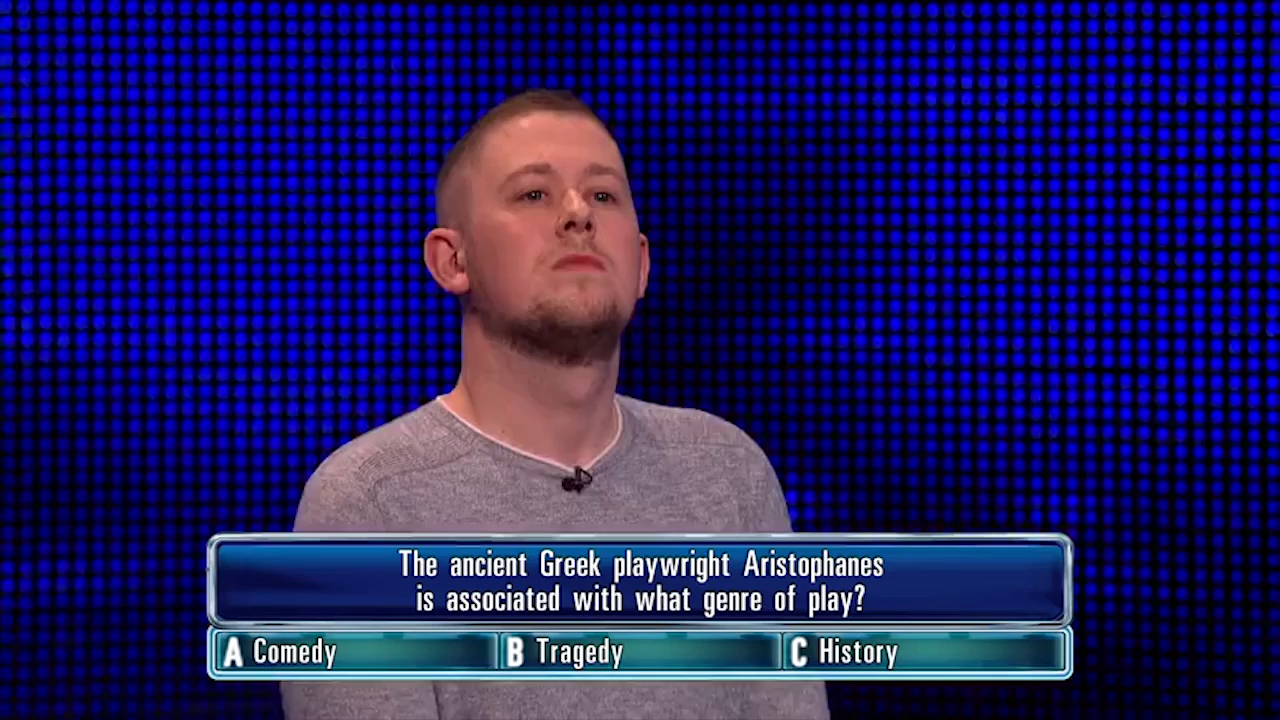 The ancient Greek playwright Aristophanes
is associated with what genre of play?
A Comedy B Tragedy C History